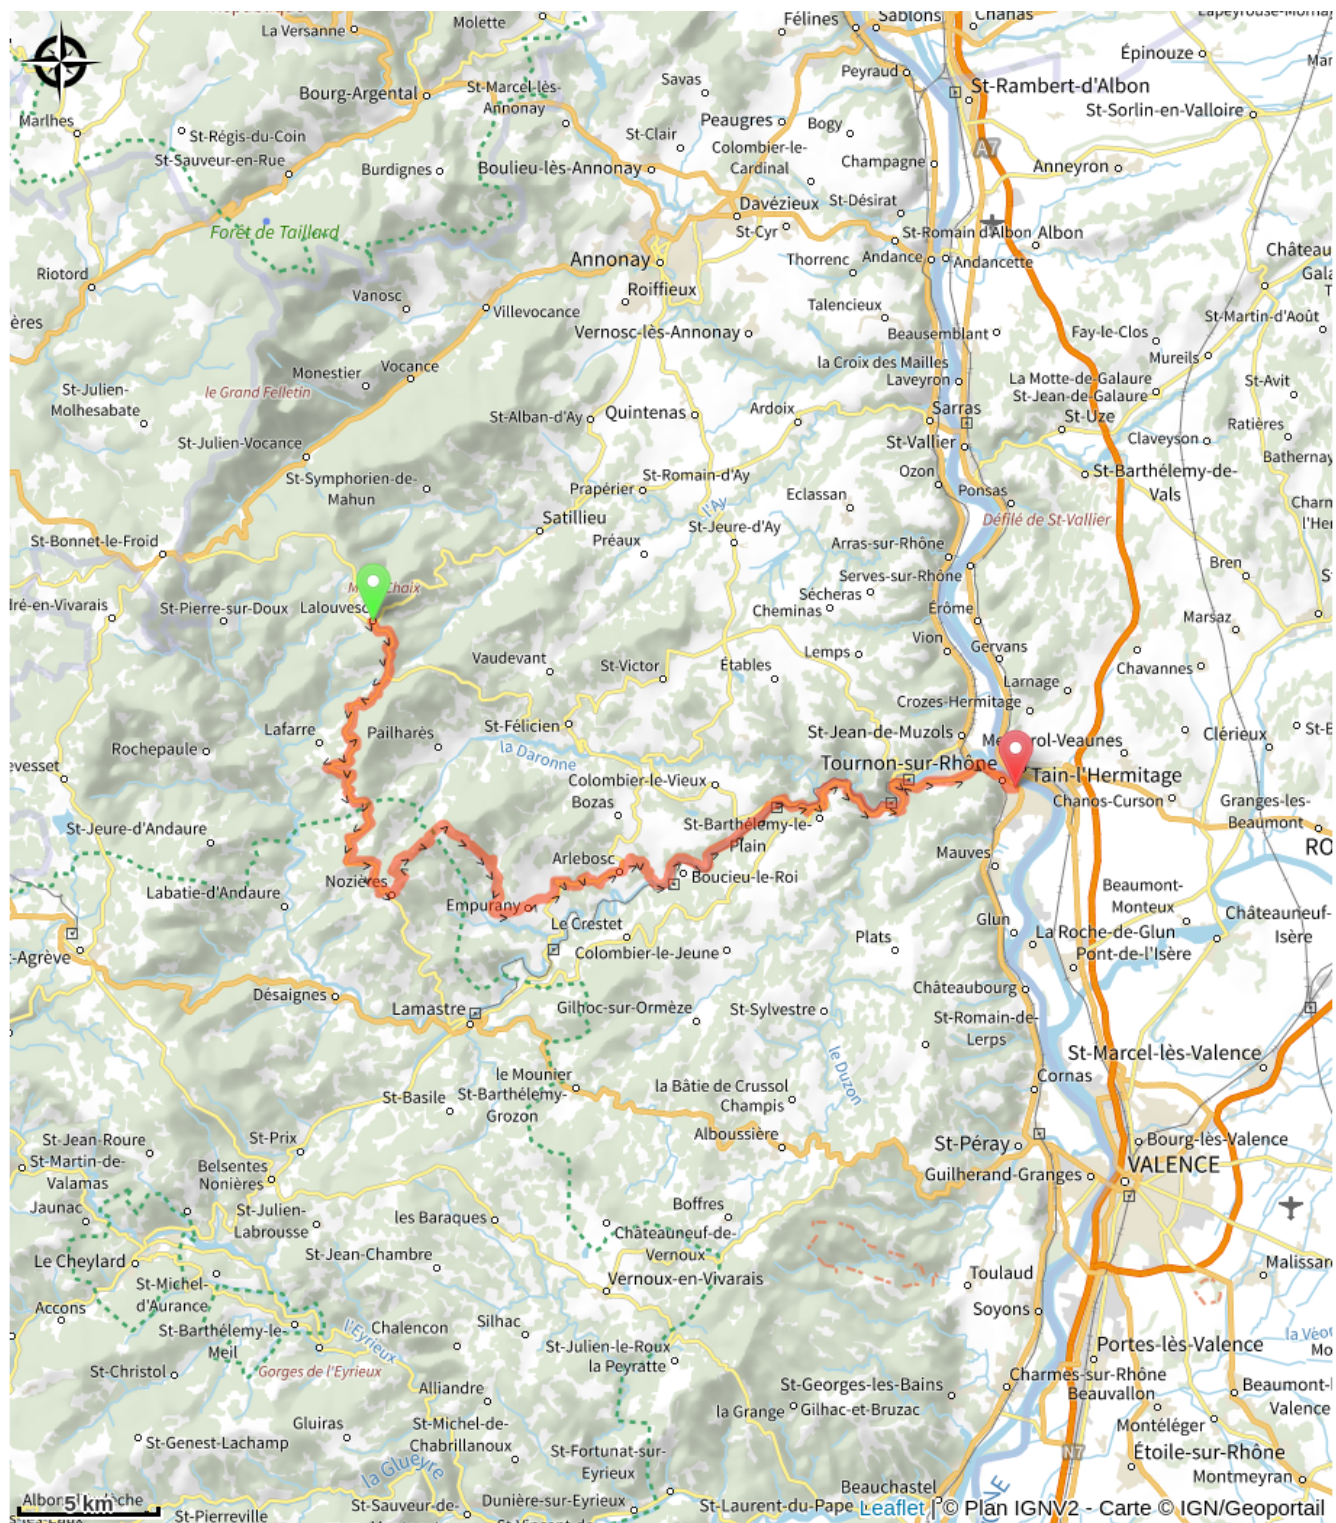 La Versanne
Molette
Félines
Sablons
Chanas
Épinouze
Peyraud
Savas
St-Rambert-d'Albon
St-Marcel-lès-
Annonay
Bourg-Argental
St-Sorlin-en-Valloire
Marlhes
St-Régis-du-Coin
St-Clair
Peaugres
Bogy
A7
Colombier-le-
Cardinal
St-Sauveur-en-Rue
Burdignes
Boulieu-lès-Annonay
Champagne
Anneyron
Davézieux
St-Désirat
Forêt de Taillard
St-Cyr
St-Romain d'Albon
Albon
Annonay
Thorrenc
Andance
Andancette
Château
Riotord
Roiffieux
Vanosc
Villevocance
Talencieux
St-Martin-d'Août
ères
Vernosc-lès-Annonay
Beausemblant
Fay-le-Clos
Mureils
Monestier
Vocance
la Croix des Mailles
Laveyron
La Motte-de-Galaure
St-Jean-de-Galaure
St-Avit
St-Julien-
Molhesabate
le Grand Felletin
St-Alban-d'Ay
Quintenas
Ardoix
Sarras
St-Uze
Ratières
St-Julien-Vocance
St-Vallier
Claveyson
Bathernay
St-Symphorien-de-
Mahun
St-Romain-d'Ay
Ozon
St-Barthélemy-de-
Vals
Prapérier
Eclassan
Ponsas
l'Ay
Satillieu
St-Jeure-d'Ay
Défilé de St-Vallier
St-Bonnet-le-Froid
Préaux
Arras-sur-Rhône
Bren
Serves-sur-Rhône
dré-en-Vivarais
St-Pierre-sur-Doux
Lalouvesc
Sécheras
Cheminas
Érôme
Marsaz
Vion
Gervans
Vaudevant
St-Victor
Étables
Lemps
Larnage
Chavannes
Crozes-Hermitage
Lafarre
Pailharès
St-Félicien
St-Jean-de-Muzols
Clérieux
Rochepaule
la Daronne
Tournon-sur-Rhône
Tain-l'Hermitage
evesset
Colombier-le-Vieux
Bozas
Chanos-Curson
Granges-les-
Beaumont
St-Jeure-d'Andaure
St-Barthélemy-le-
Plain
Mauves
RO
Arlebosc
Nozières
Boucieu-le-Roi
Labatie-d'Andaure
Empurany
Beaumont-
Monteux
Châteauneuf-
Isère
Le Crestet
Glun
La Roche-de-Glun
-Agrève
Colombier-le-Jeune
Plats
Pont-de-l'Isère
Désaignes
Châteaubourg
Lamastre
Gilhoc-sur-Ormèze
St-Sylvestre
St-Romain-de-
Lerps
St-Marcel-lès-Valence
le Mounier
la Bâtie de Crussol
Champis
le Duzon
Cornas
St-Basile
St-Barthélemy-
Grozon
Alboussière
St-Jean-Roure
St-Prix
St-Péray
Bourg-lès-Valence
St-Martin-de-
Valamas
Belsentes
Nonières
Guilherand-Granges
VALENCE
Jaunac
St-Julien-
Labrousse
les Baraques
Boffres
Châteauneuf-de-
Vernoux
Le Cheylard
St-Jean-Chambre
Malissar
St-Michel-
d'Aurance
Vernoux-en-Vivarais
Toulaud
Accons
Soyons
St-Barthélemy-le-
Meil
l'Eyrieux
Chalencon
Silhac
St-Julien-le-Roux
la Peyratte
Portes-lès-Valence
St-Christol
Gorges de l'Eyrieux
Alliandre
St-Georges-les-Bains
Charmes-sur-Rhône
Beauvallon
Beaumont-l
Valence
Gluiras
St-Michel-de-
Chabrillanoux
la Grange
Gilhac-et-Bruzac
Montéléger
St-Genest-Lachamp
St-Fortunat-sur-
Eyrieux
N7
Étoile-sur-Rhône
la Glueyre
Montmeyran
Beauchastel
5 km
St-Pierreville
St-Sauveur-de-
Dunière-sur-Eyrieux
St-Laurent-du-Pape
Leaflet | © Plan IGNV2 - Carte © IGN/Geoportail